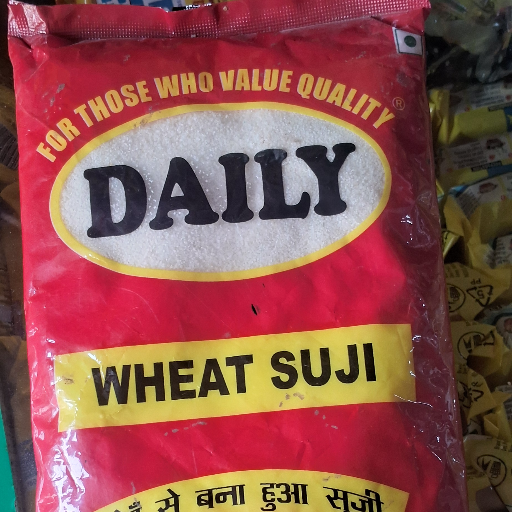 FOR THOSE WHO VALUE QUALITY®
DAILY
WHEAT SUJI
से बना हुआ सूजी